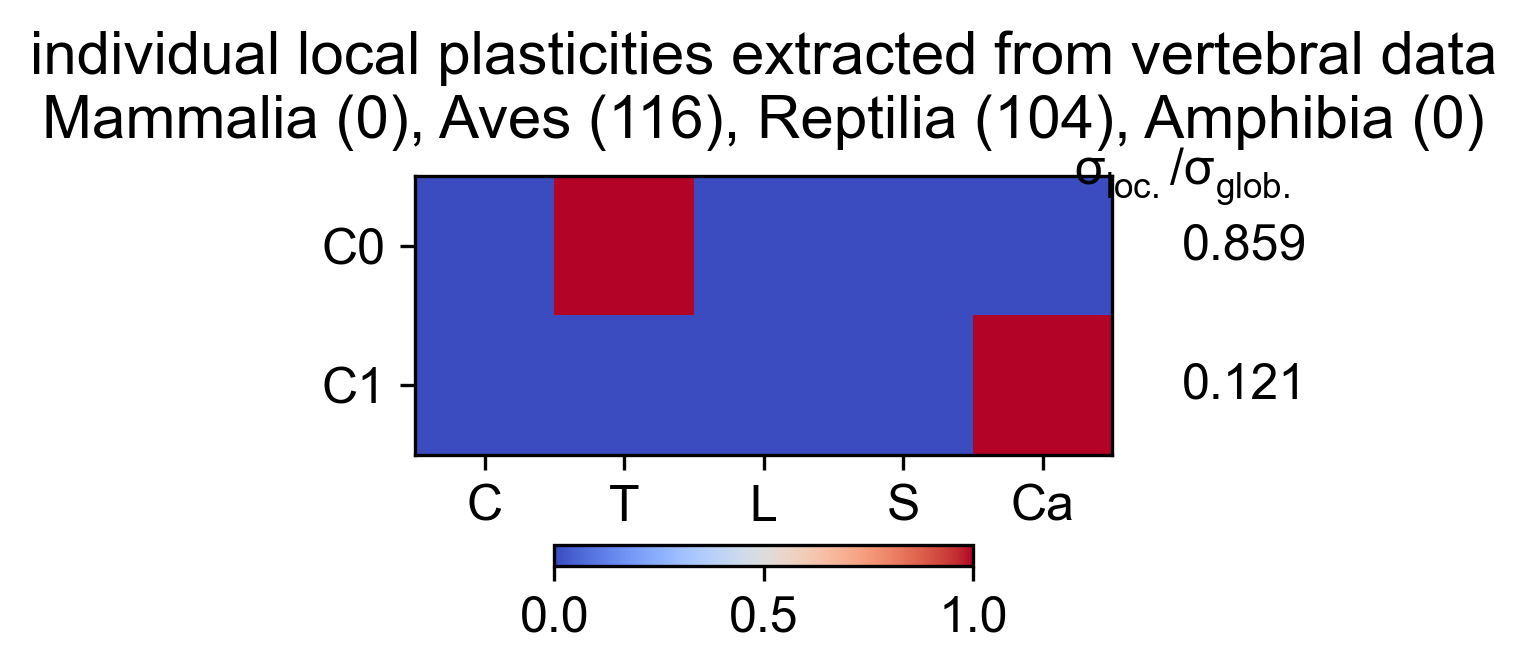 individual local plasticities extracted from vertebral data
Mammalia (0), Aves (116), Reptilia (104), Amphibia (0)
σloc. /σglob.
C0 0.859
C1 0.121
C T L S Ca
0.0 0.5 1.0